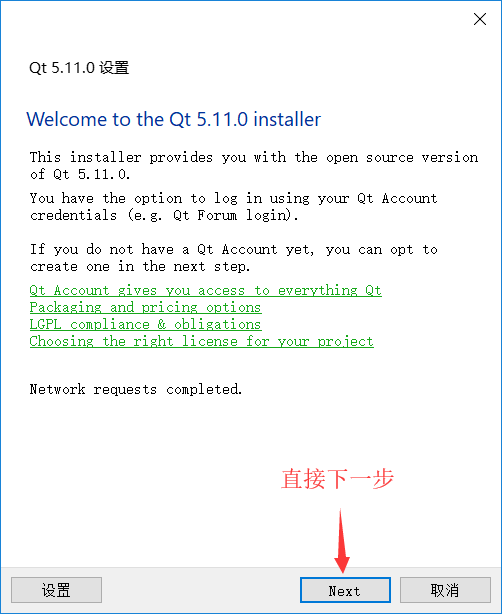 Qt 5.11.0 设置
Welcome to the Qt 5.11.0 installer
This installer provides you with the open source version
of Qt 5.11.0.
You have the option to log in using your Qt Account
credentials (e.g. Qt Forum login).
If you do not have a Qt Account yet, you can opt to
create one in the next step.
Qt Account gives you access to everything Qt
Packaging and pricing options
LGPL compliance & obligations
Choosing the right license for your project
Network requests completed.
直接下一步
设置
Next
取消